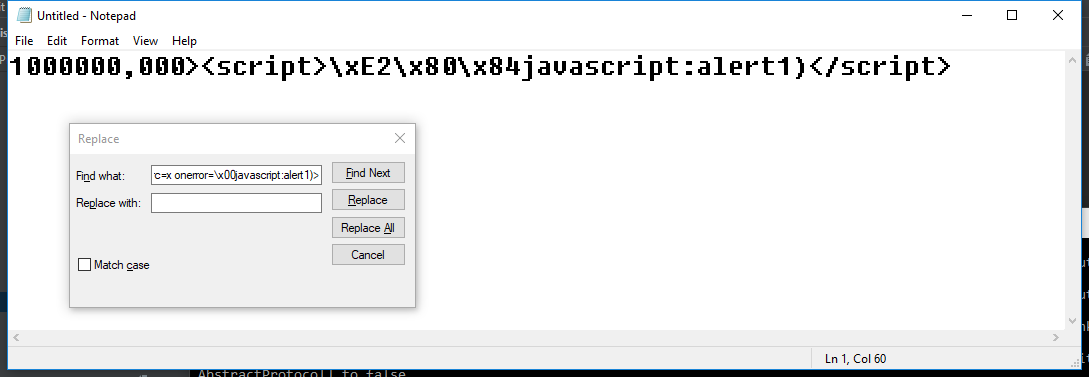 Untitled - Notepad
File Edit Format View Help
1000000,000><script>\xE2\x80\x84javascript:alert1)</script>
Replace
Find what: c=x onerror=\x00javascript:alert1)> Find Next
Replace with: Replace
Replace All
Cancel
Match case
Ln 1, Col 60
AbstractProtocol] to false